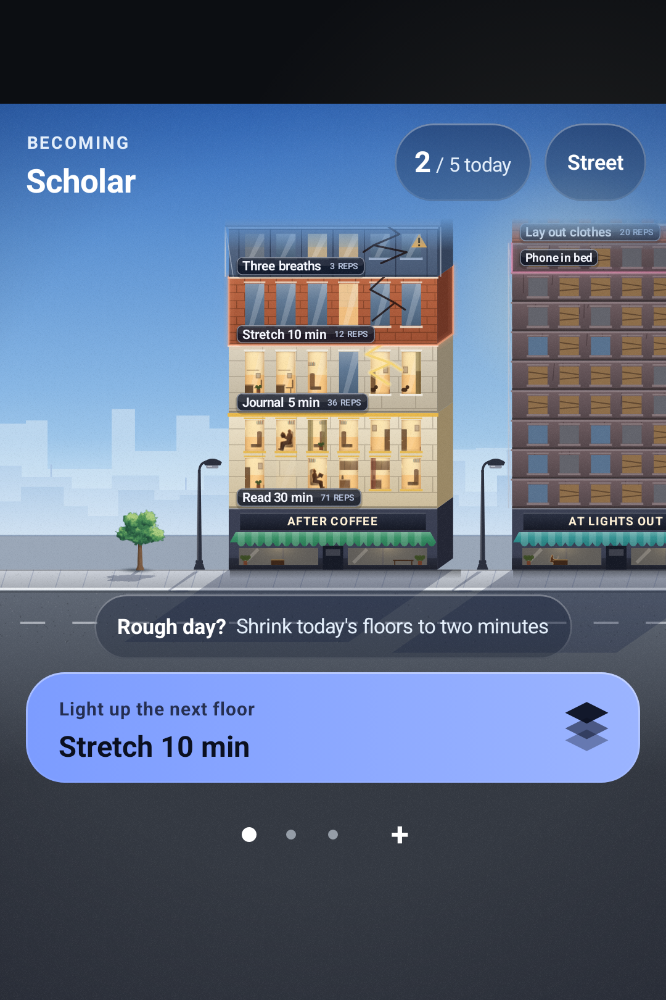 BECOMING
Scholar
2 / 5 today
Street
Three breaths 3 REPS
Stretch 10 min 12 REPS
Journal 5 min 36 REPS
Read 30 min 71 REPS
AFTER COFFEE
Lay out clothes 20 REPS
Phone in bed
AT LIGHTS OUT
Rough day? Shrink today's floors to two minutes
Light up the next floor
Stretch 10 min